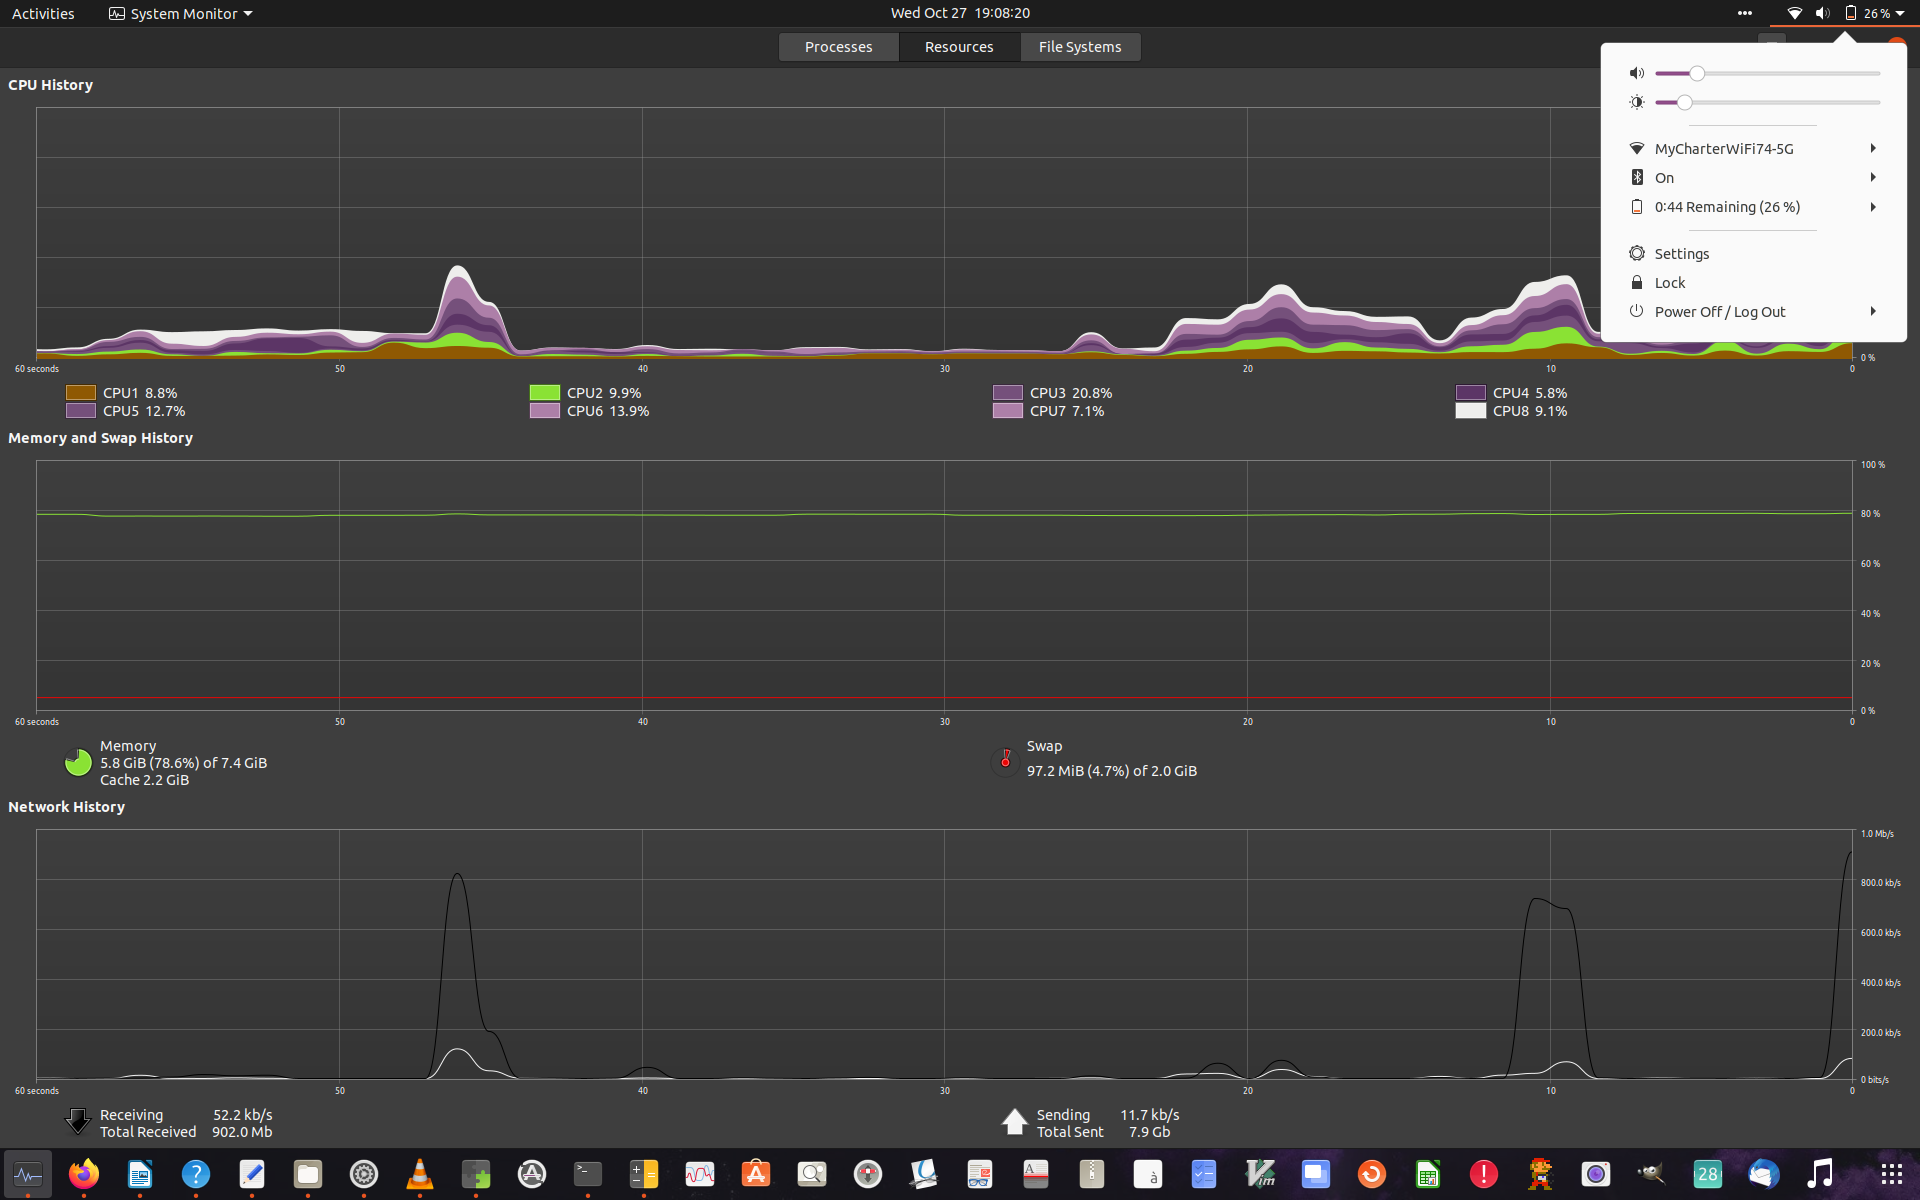 Activities System Monitor Wed Oct 27 19:08:20 26 %
Processes Resources File Systems
CPU History
MyCharterWiFi74-5G
On
0:44 Remaining (26 %)
Settings
Lock
Power Off / Log Out
0 %
60 seconds 50 40 30 20 10 0
CPU1 8.8% CPU2 9.9% CPU3 20.8% CPU4 5.8%
CPU5 12.7% CPU6 13.9% CPU7 7.1% CPU8 9.1%
Memory and Swap History
100 %
80 %
60 %
40 %
20 %
0 %
60 seconds 50 40 30 20 10 0
Memory
5.8 GiB (78.6%) of 7.4 GiB
Cache 2.2 GiB
Swap
97.2 MiB (4.7%) of 2.0 GiB
Network History
1.0 Mb/s
800.0 kb/s
600.0 kb/s
400.0 kb/s
200.0 kb/s
0 bits/s
60 seconds 50 40 30 20 10 0
Receiving 52.2 kb/s
Total Received 902.0 Mb
Sending 11.7 kb/s
Total Sent 7.9 Gb
? >_ A à Vim ! 28